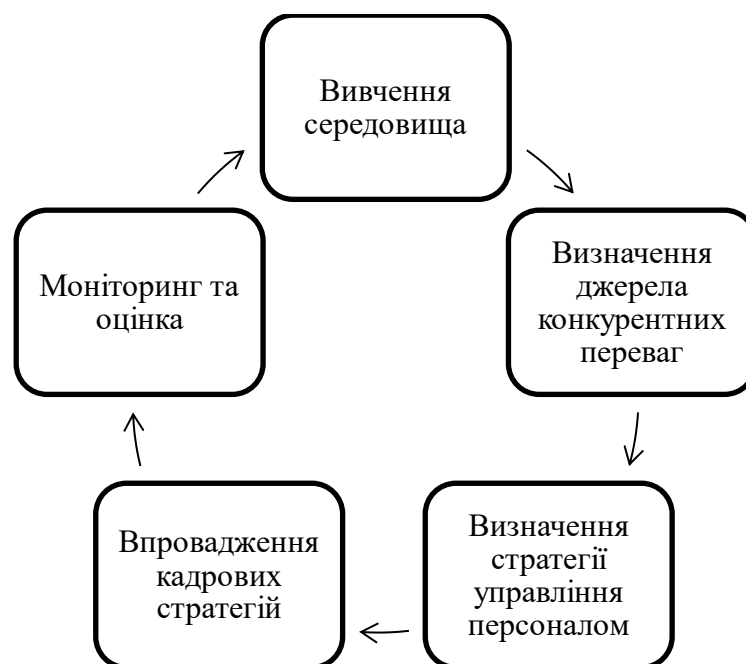 Вивчення
середовища
Визначення
джерела
конкурентних
переваг
Визначення
стратегії
управління
персоналом
Впровадження
кадрових
стратегій
Моніторинг та
оцінка